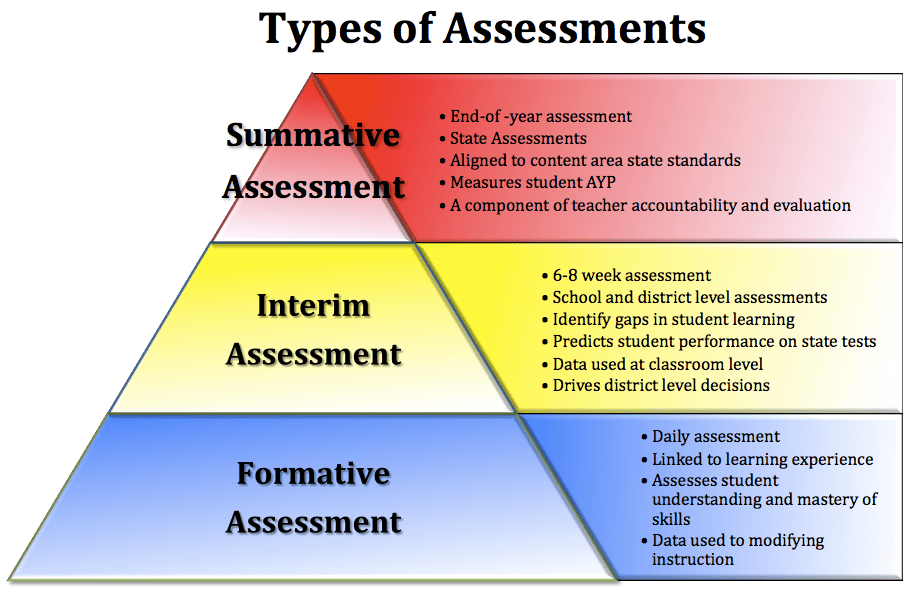 Types of Assessments
Summative
Assessment
• End-of -year assessment
• State Assessments
• Aligned to content area state standards
• Measures student AYP
• A component of teacher accountability and evaluation
Interim
Assessment
• 6-8 week assessment
• School and district level assessments
• Identify gaps in student learning
• Predicts student performance on state tests
• Data used at classroom level
• Drives district level decisions
Formative
Assessment
• Daily assessment
• Linked to learning experience
• Assesses student
understanding and mastery of
skills
• Data used to modifying
instruction